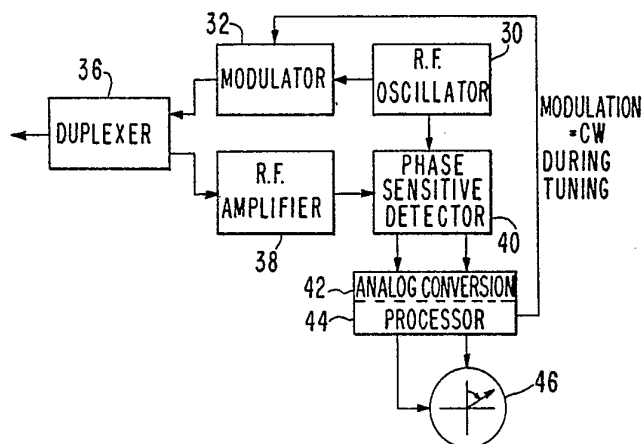 32
30
36
MODULATOR
R.F.
OSCILLATOR
DUPLEXER
MODULATION
=CW
DURING
TUNING
R.F.
AMPLIFIER
PHASE
SENSITIVE
DETECTOR
38
40
42
ANALOG CONVERSION
44
PROCESSOR
46